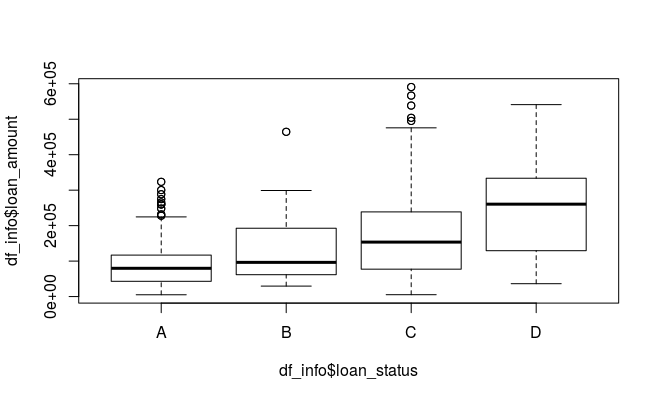 df_info$loan_amount
6e+05
4e+05
2e+05
0e+00
A B C D
df_info$loan_status